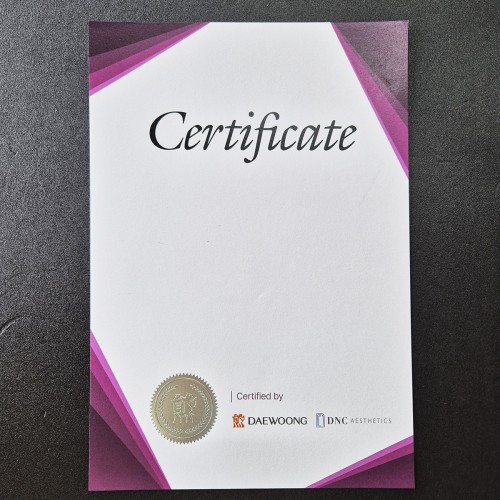 Certificate
Certified by
DAEWOONG DNC AESTHETICS